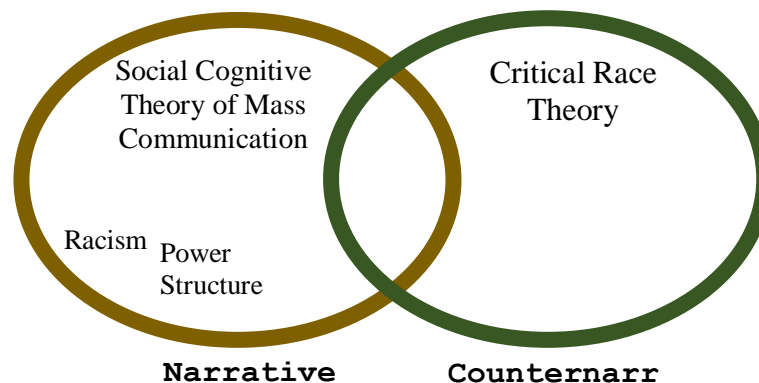 Social Cognitive
Theory of Mass
Communication
Critical Race
Theory
Racism
Power
Structure
Narrative
Counternarr